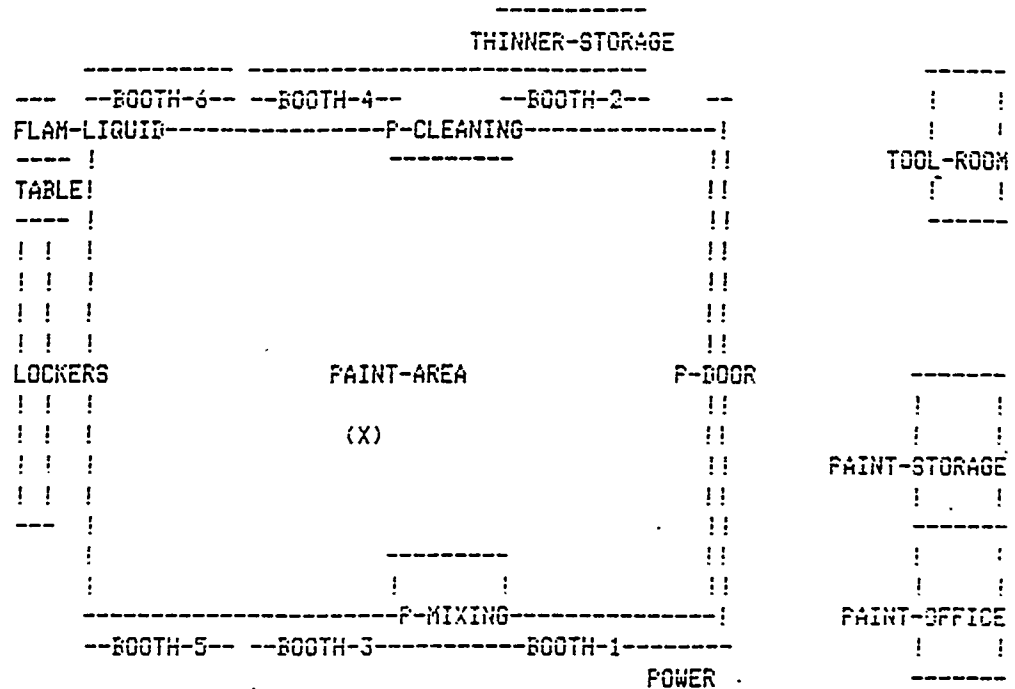 THINNER-STORAGE
BOOTH-6 BOOTH-4 BOOTH-2
FLAM-LIQUID P-CLEANING
TOOL-ROOM
TABLE
LOCKERS PAINT-AREA P-DOOR
(X)
PAINT-STORAGE
P-MIXING PAINT-OFFICE
BOOTH-5 BOOTH-3 BOOTH-1
POWER